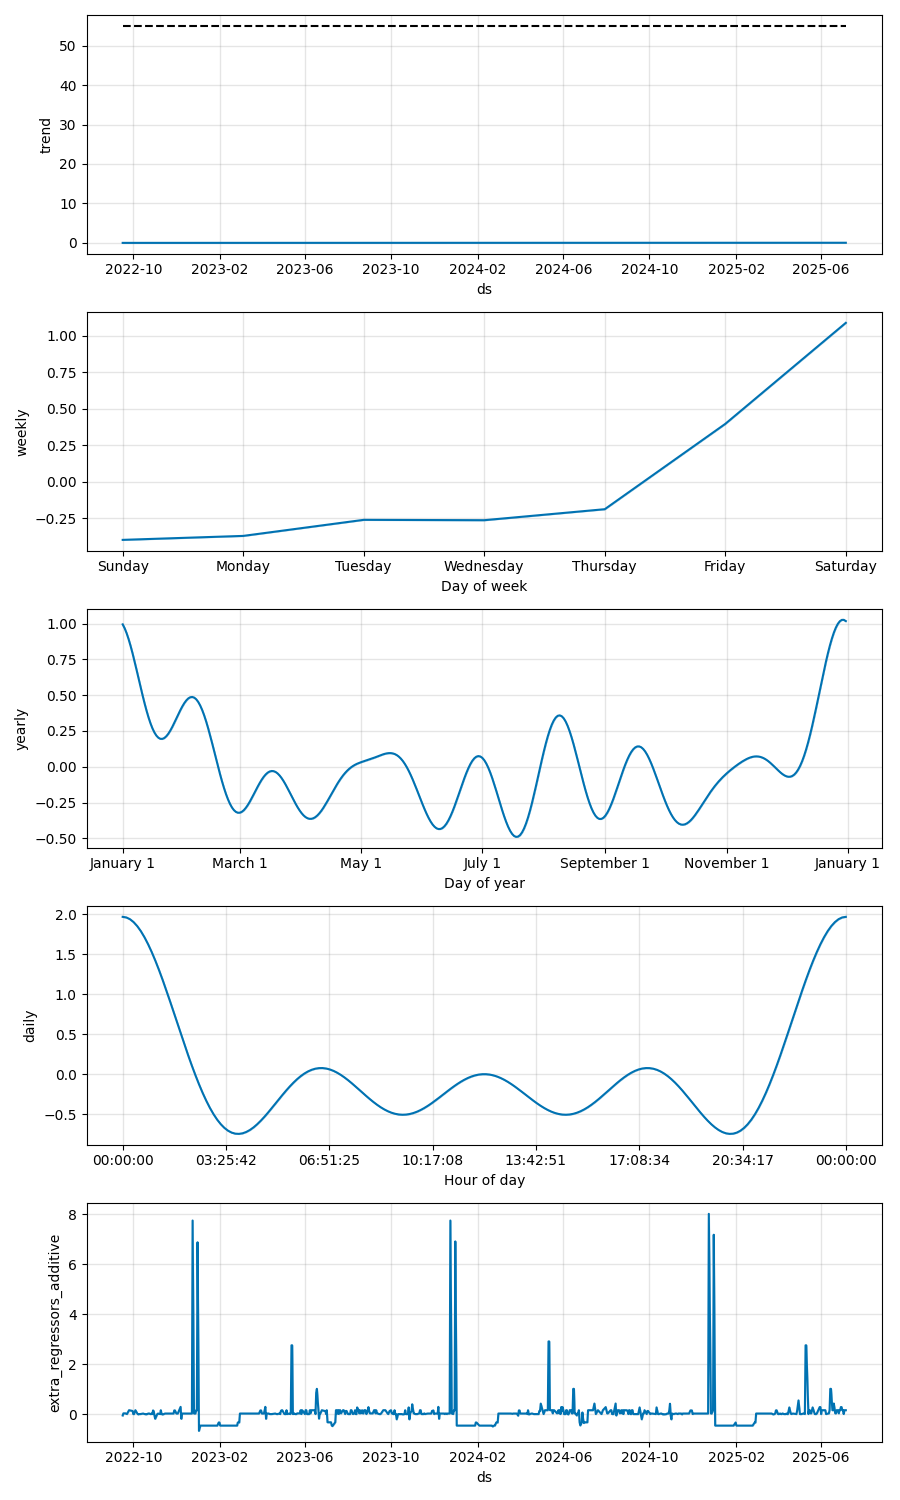 50
40
30
20
10
0
trend
2022-10 2023-02 2023-06 2023-10 2024-02 2024-06 2024-10 2025-02 2025-06
ds
1.00
0.75
0.50
0.25
0.00
−0.25
weekly
Sunday Monday Tuesday Wednesday Thursday Friday Saturday
Day of week
1.00
0.75
0.50
0.25
0.00
−0.25
−0.50
yearly
January 1 March 1 May 1 July 1 September 1 November 1 January 1
Day of year
2.0
1.5
1.0
0.5
0.0
−0.5
daily
00:00:00 03:25:42 06:51:25 10:17:08 13:42:51 17:08:34 20:34:17 00:00:00
Hour of day
8
6
4
2
0
extra_regressors_additive
2022-10 2023-02 2023-06 2023-10 2024-02 2024-06 2024-10 2025-02 2025-06
ds